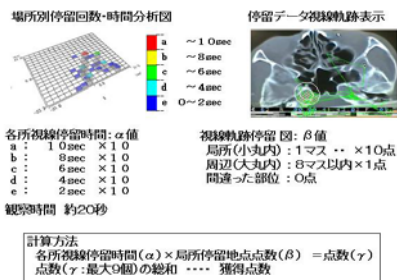 場所別停留回数・時間分析図
停留データ視線軌跡表示
a ～10sec
b ～8sec
c ～6sec
d ～4sec
e 0～2sec
各所視線停留時間：α値
a： 10sec ×10
b： 8sec ×10
c： 6sec ×10
d： 4sec ×10
e： 2sec ×10
観察時間 約20秒
視線軌跡停留図：β値
局所(小丸内)：1マス ‥ ×10点
周辺(大丸内)：8マス以内×1点
間違った部位：0点
計算方法
各所視線停留時間(α)×局所停留地点点数(β) ＝点数(γ)
点数(γ：最大9個)の総和 ‥‥ 獲得点数